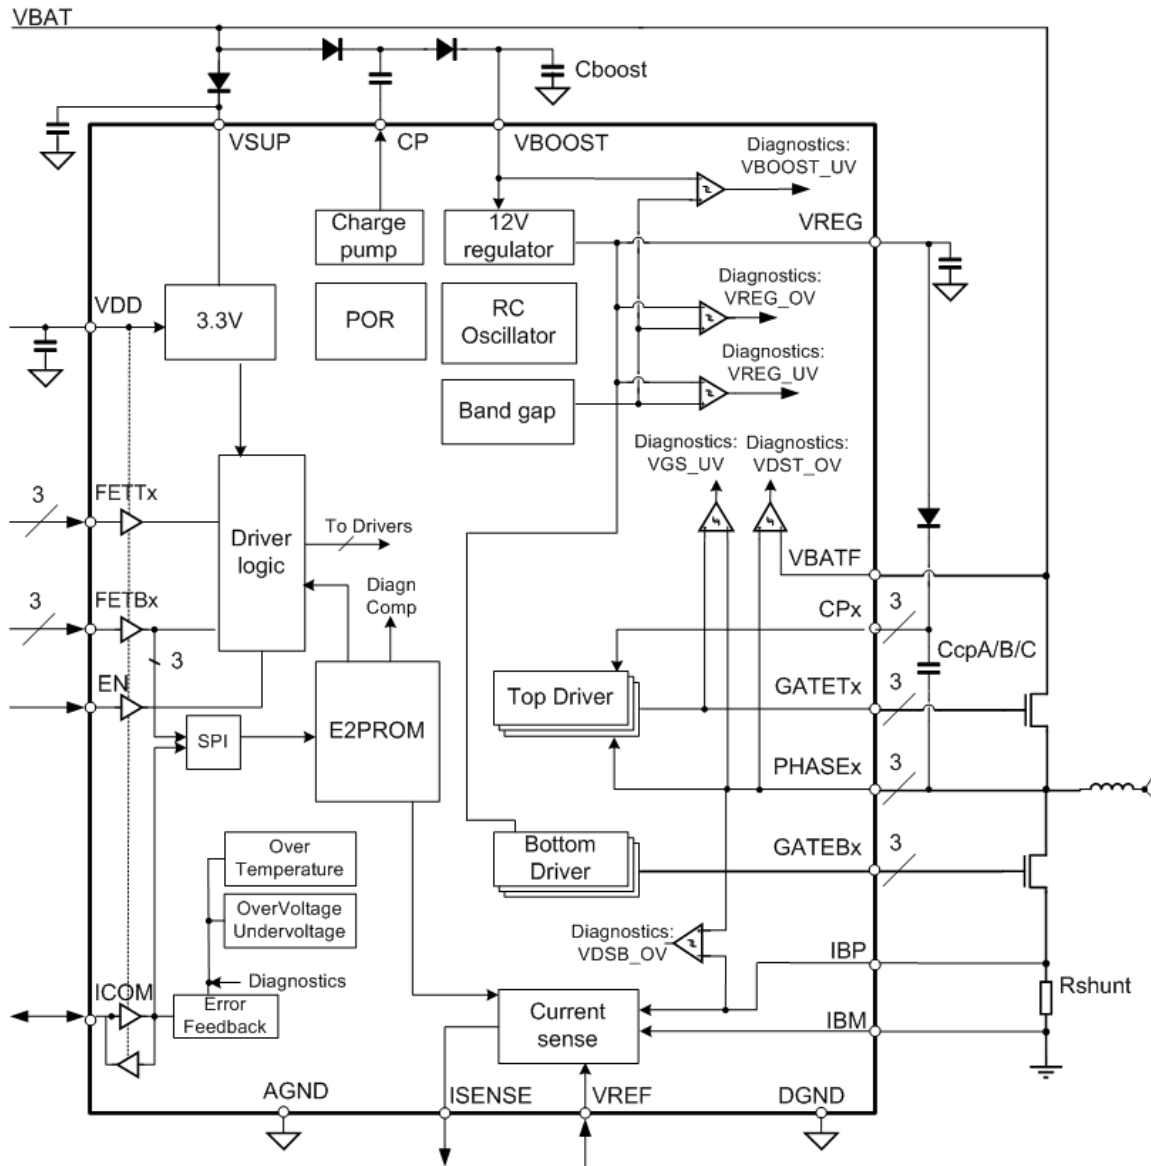 VBAT
Cboost
VSUP
CP
VBOOST
Diagnostics:
VBOOST_UV
Charge
pump
12V
regulator
VREG
VDD
3.3V
POR
RC
Oscillator
Diagnostics:
VREG_OV
Diagnostics:
VREG_UV
Band gap
Diagnostics:
VGS_UV
Diagnostics:
VDST_OV
3
FETTx
Driver
logic
To Drivers
VBATF
3
FETBx
Diagn
Comp
CPx
3
3
CcpA/B/C
EN
SPI
E2PROM
Top Driver
GATETx
3
PHASEx
3
Over
Temperature
Bottom
Driver
GATEBx
3
OverVoltage
Undervoltage
Diagnostics:
VDSB_OV
IBP
Diagnostics
ICOM
Error
Feedback
Current
sense
Rshunt
IBM
AGND
ISENSE
VREF
DGND